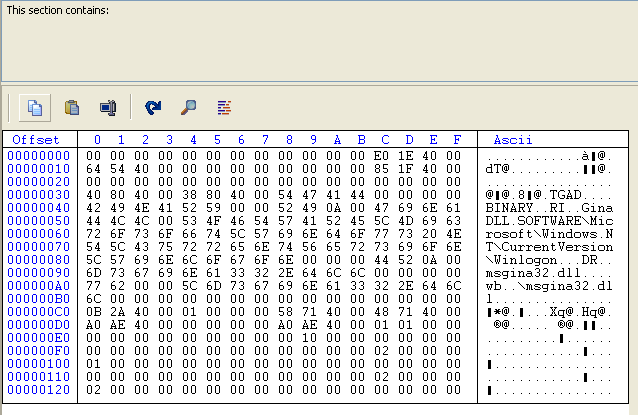 This section contains:
Offset 0 1 2 3 4 5 6 7 8 9 A B C D E F Ascii
00000000 00 00 00 00 00 00 00 00 00 00 00 00 E0 1E 40 00 ............à▮@.
00000010 64 54 40 00 00 00 00 00 00 00 00 00 85 1F 40 00 dT@.........▮▮@.
00000020 00 00 00 00 00 00 00 00 00 00 00 00 00 00 00 00 ................
00000030 40 80 40 00 38 80 40 00 54 47 41 44 00 00 00 00 @▮@.8▮@.TGAD....
00000040 42 49 4E 41 52 59 00 00 52 49 0A 00 47 69 6E 61 BINARY..RI..Gina
00000050 44 4C 4C 00 53 4F 46 54 57 41 52 45 5C 4D 69 63 DLL.SOFTWARE\Mic
00000060 72 6F 73 6F 66 74 5C 57 69 6E 64 6F 77 73 20 4E rosoft\Windows.N
00000070 54 5C 43 75 72 72 65 6E 74 56 65 72 73 69 6F 6E T\CurrentVersion
00000080 5C 57 69 6E 6C 6F 67 6F 6E 00 00 00 44 52 0A 00 \Winlogon...DR..
00000090 6D 73 67 69 6E 61 33 32 2E 64 6C 6C 00 00 00 00 msgina32.dll....
000000A0 77 62 00 00 5C 6D 73 67 69 6E 61 33 32 2E 64 6C wb..\msgina32.dl
000000B0 6C 00 00 00 00 00 00 00 00 00 00 00 00 00 00 00 l...............
000000C0 0B 2A 40 00 01 00 00 00 58 71 40 00 48 71 40 00 ▮*@.▮...Xq@.Hq@.
000000D0 A0 AE 40 00 00 00 00 00 A0 AE 40 00 01 01 00 00  ®@..... ®@.▮▮..
000000E0 00 00 00 00 00 00 00 00 00 10 00 00 00 00 00 00 .........▮......
000000F0 00 00 00 00 00 00 00 00 00 00 00 00 02 00 00 00 ............▮...
00000100 01 00 00 00 00 00 00 00 00 00 00 00 00 00 00 00 ▮...............
00000110 00 00 00 00 00 00 00 00 00 00 00 00 02 00 00 00 ............▮...
00000120 02 00 00 00 00 00 00 00 00 00 00 00 00 00 00 00 ▮...............